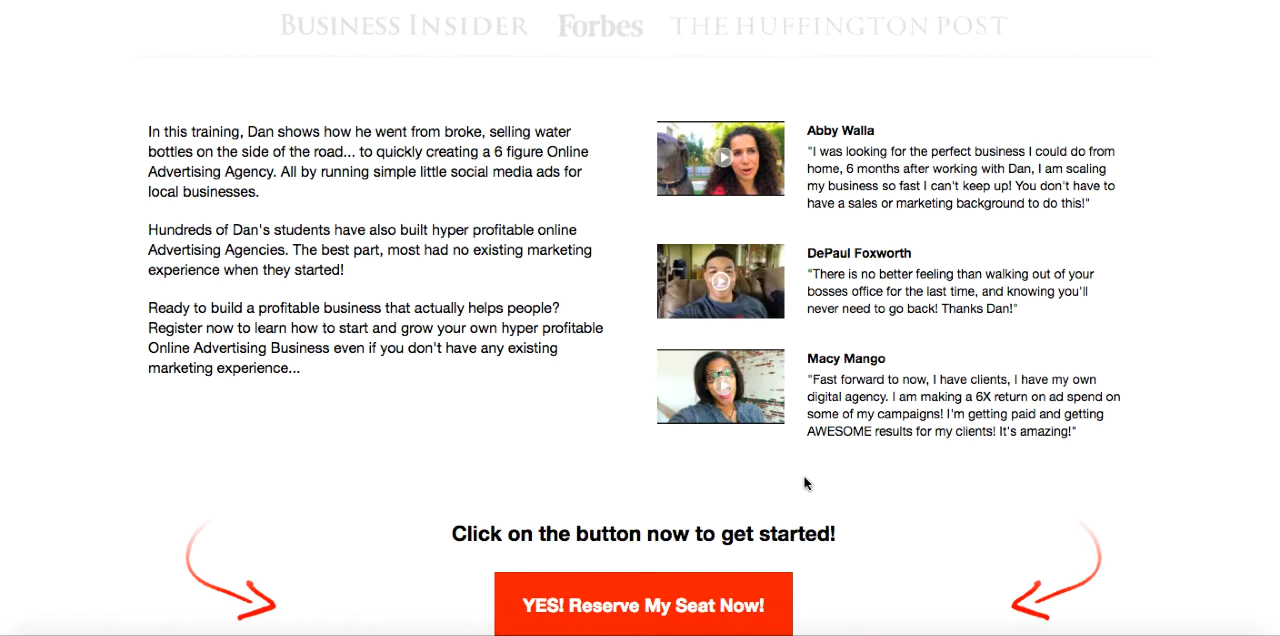 BUSINESS INSIDER Forbes THE HUFFINGTON POST
In this training, Dan shows how he went from broke, selling water
bottles on the side of the road... to quickly creating a 6 figure Online
Advertising Agency. All by running simple little social media ads for
local businesses.
Hundreds of Dan's students have also built hyper profitable online
Advertising Agencies. The best part, most had no existing marketing
experience when they started!
Ready to build a profitable business that actually helps people?
Register now to learn how to start and grow your own hyper profitable
Online Advertising Business even if you don't have any existing
marketing experience...
Abby Walla
"I was looking for the perfect business I could do from
home, 6 months after working with Dan, I am scaling
my business so fast I can't keep up! You don't have to
have a sales or marketing background to do this!"
DePaul Foxworth
"There is no better feeling than walking out of your
bosses office for the last time, and knowing you'll
never need to go back! Thanks Dan!"
Macy Mango
"Fast forward to now, I have clients, I have my own
digital agency. I am making a 6X return on ad spend on
some of my campaigns! I'm getting paid and getting
AWESOME results for my clients! It's amazing!"
Click on the button now to get started!
YES! Reserve My Seat Now!